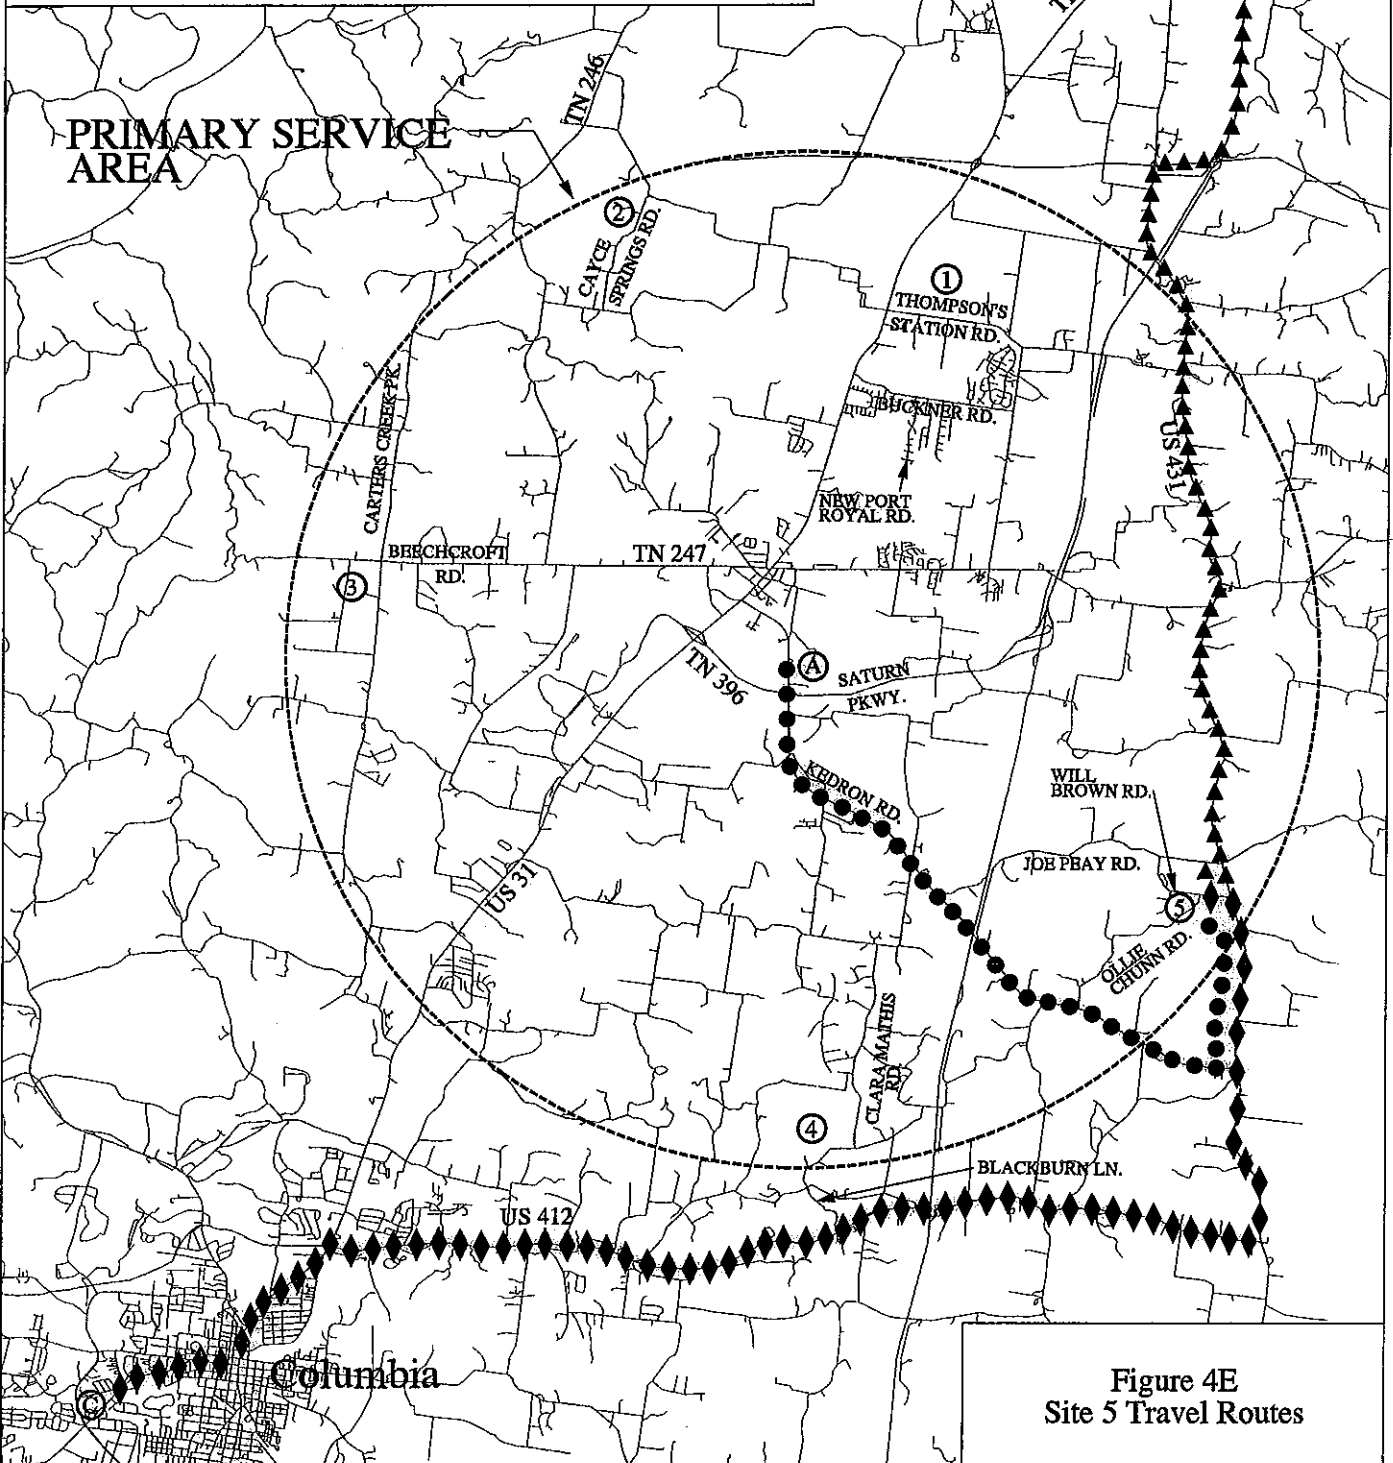 TN 246
PRIMARY SERVICE
AREA
2
CAYCE
SPRINGS RD.
1
THOMPSON'S
STATION RD.
CARTERS CREEK PK.
BUCKNER RD.
US 431
NEW PORT
ROYAL RD.
BEECHCROFT
RD.
TN 247
3
TN 396
A
SATURN
PKWY.
KEDRON RD.
WILL
BROWN RD.
JOE PEAY RD.
US 31
5
OLLIE
CHUNN RD.
CLARA MATHIS
RD.
4
BLACKBURN LN.
US 412
Columbia
C
Figure 4E
Site 5 Travel Routes